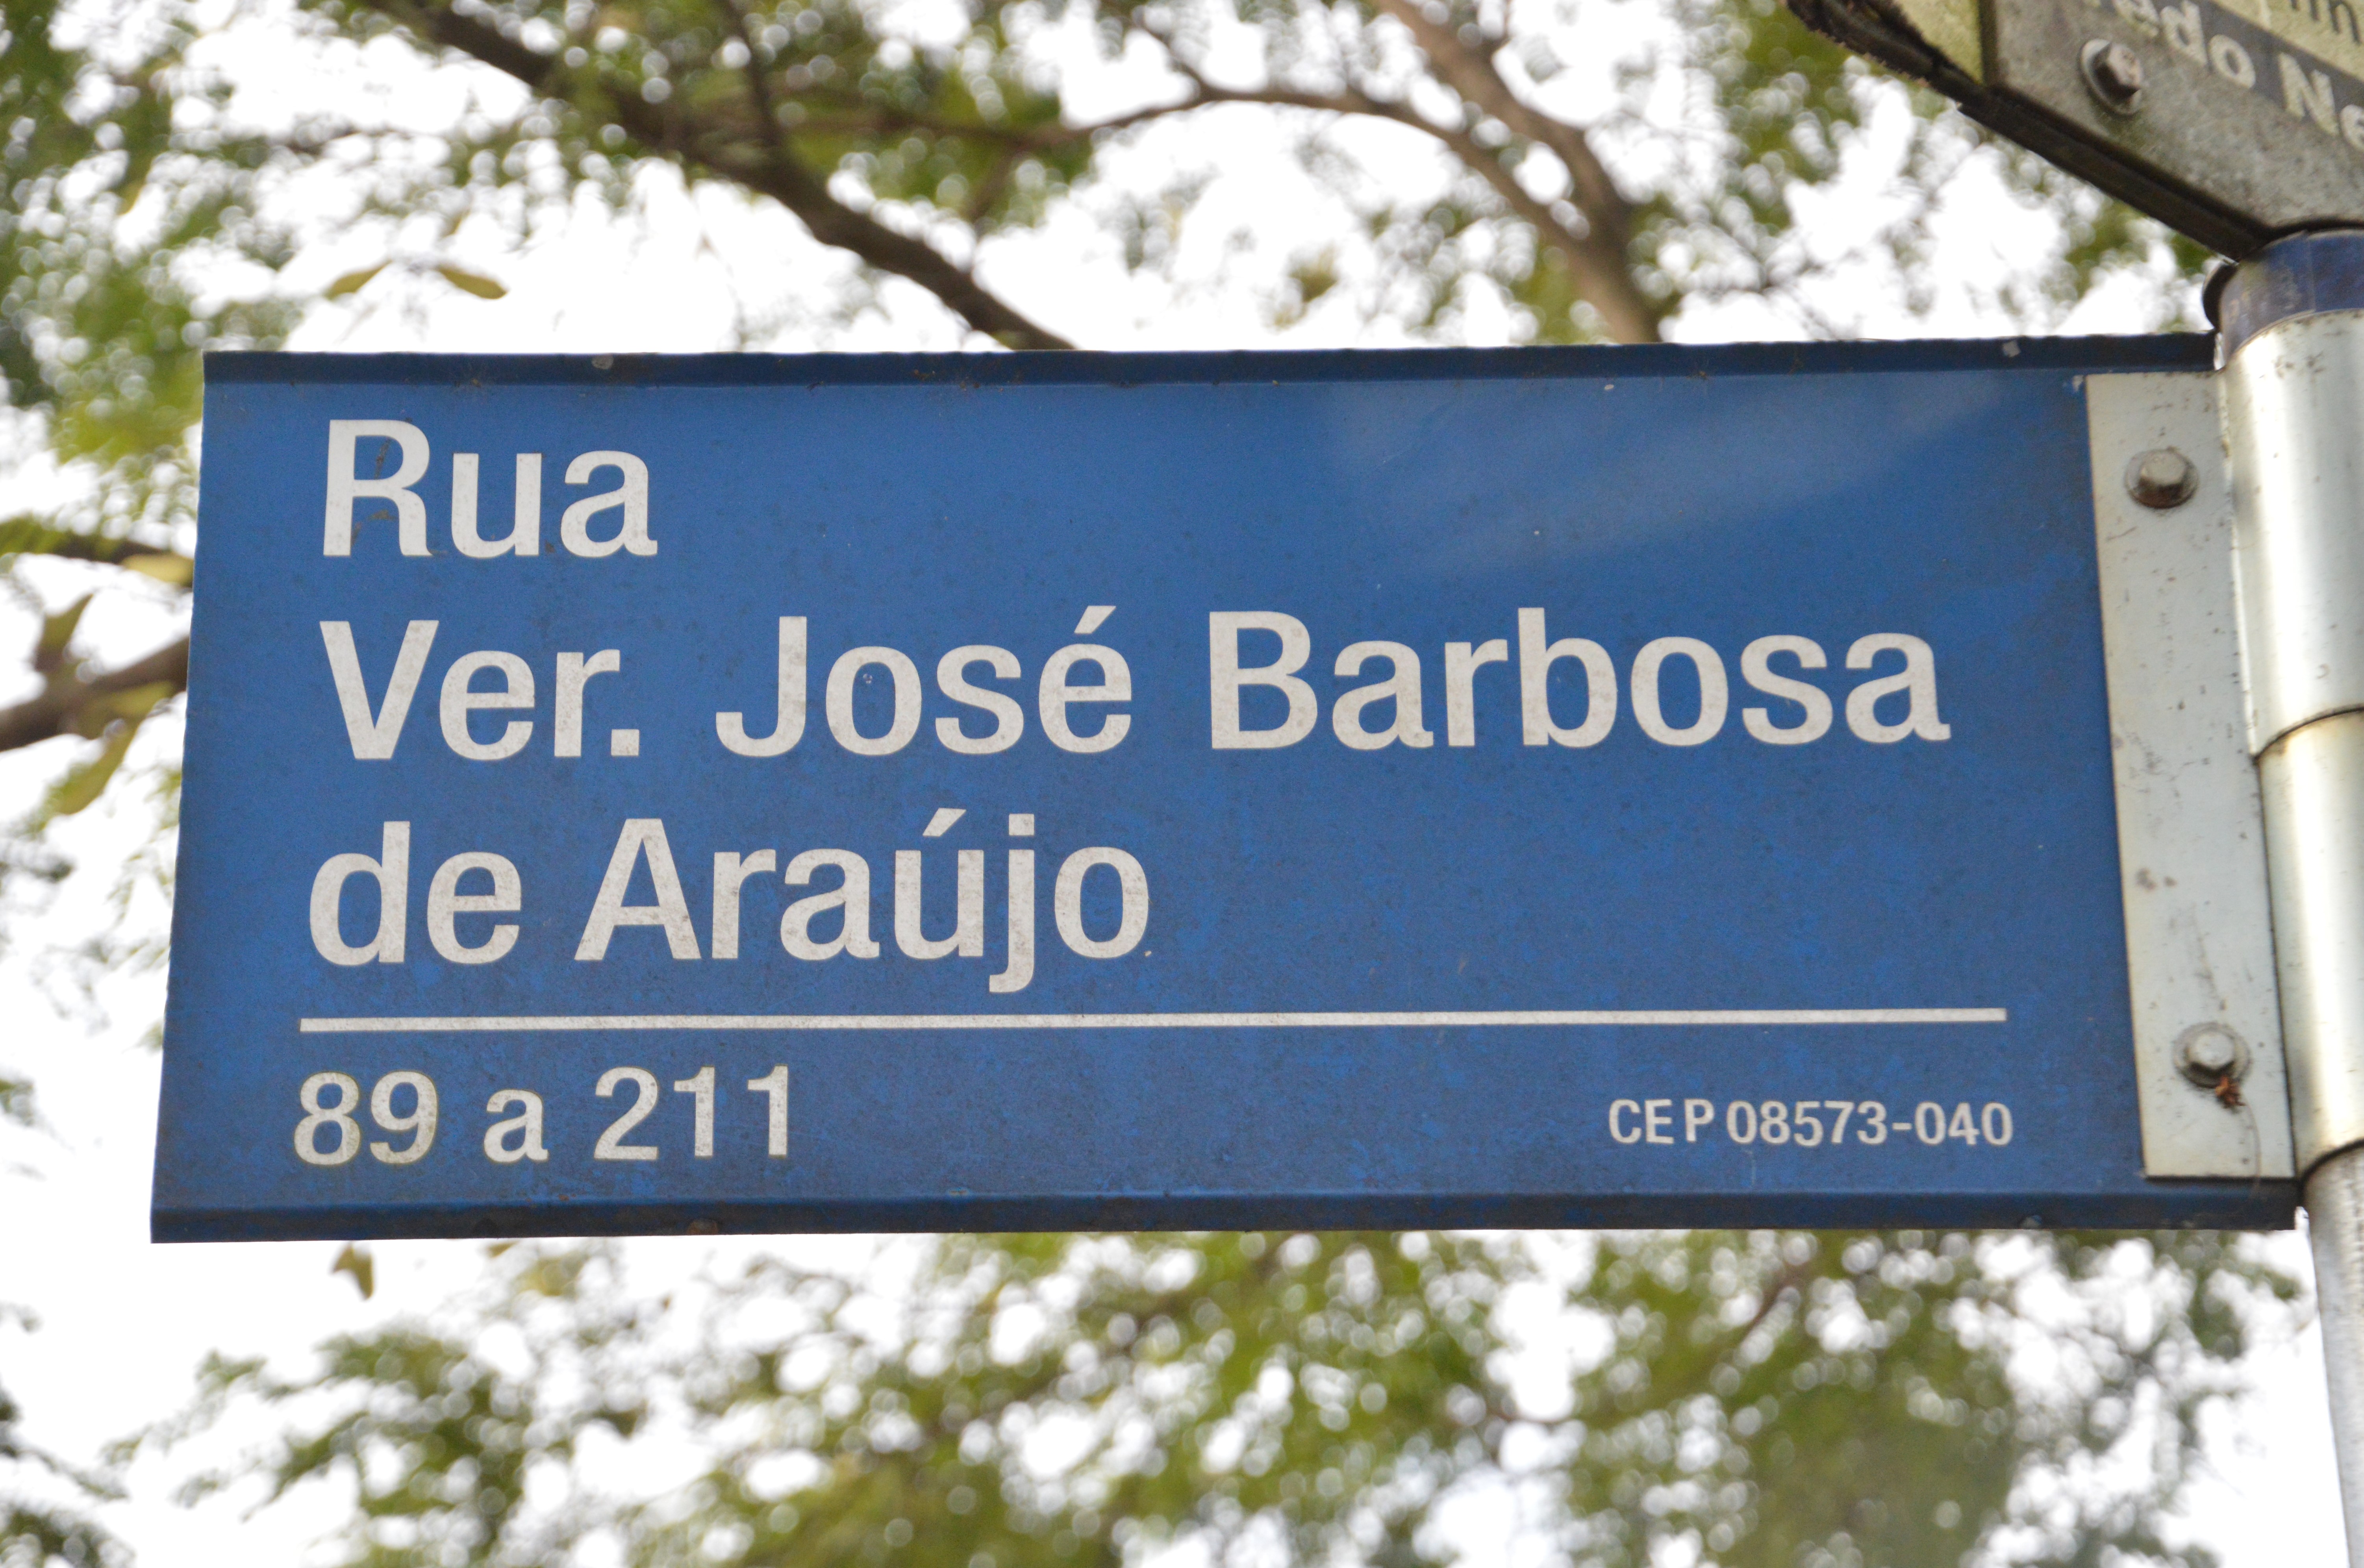 Rua
Ver. José Barbosa
de Araújo
89 a 211
CEP 08573-040